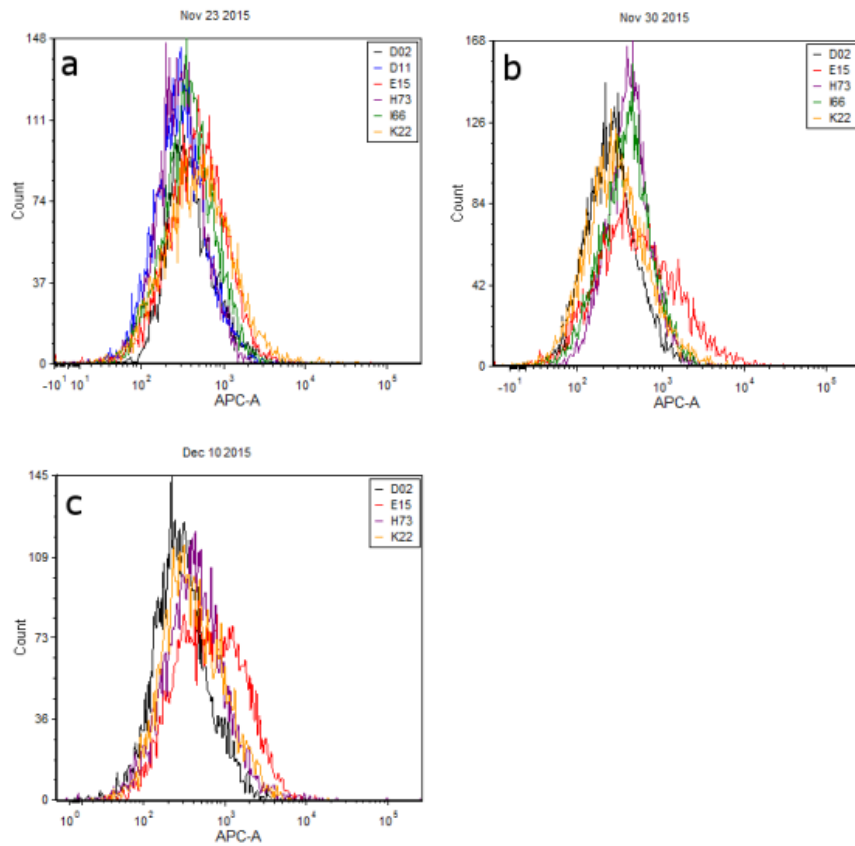 Nov 23 2015
a
148
111
74
37
0
Count
-10¹ 10¹ 10² 10³ 10⁴ 10⁵
APC-A
D02
D11
E15
H73
I66
K22
Nov 30 2015
b
168
126
84
42
0
Count
-10¹ 10² 10³ 10⁴ 10⁵
APC-A
D02
E15
H73
I66
K22
Dec 10 2015
c
145
109
73
36
0
Count
10⁰ 10² 10³ 10⁴ 10⁵
APC-A
D02
E15
H73
K22